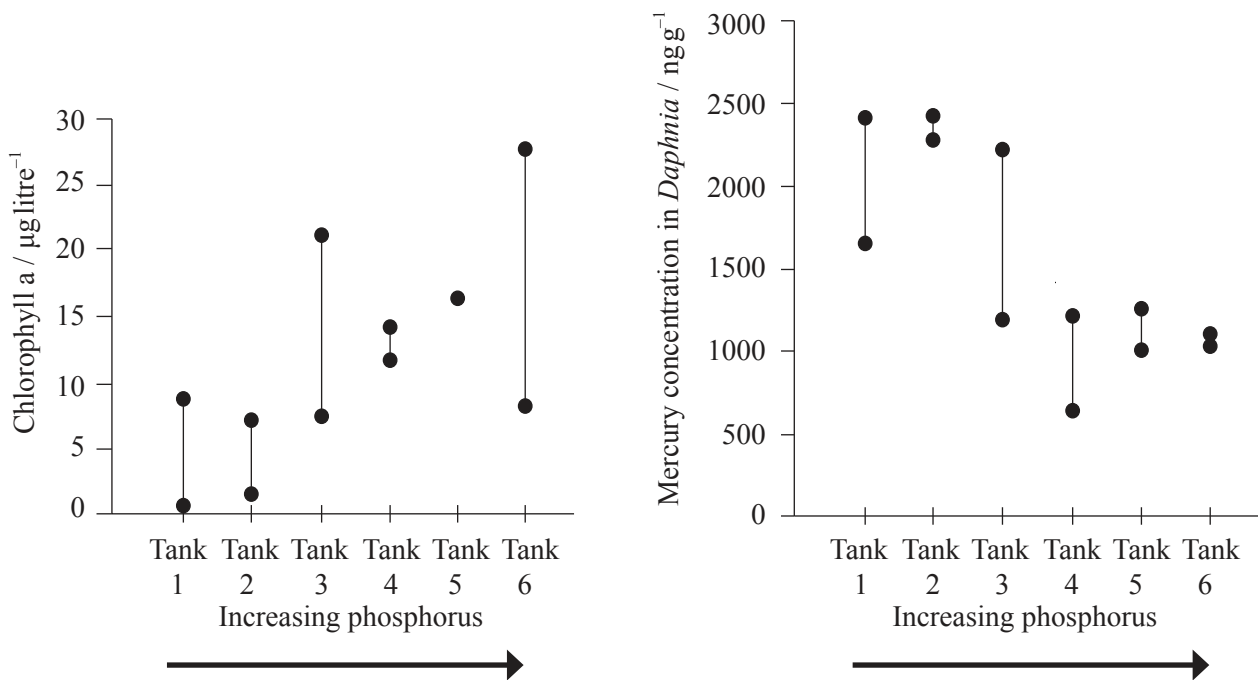 Chlorophyll a / µg litre⁻¹
30
25
20
15
10
5
0
Tank 1
Tank 2
Tank 3
Tank 4
Tank 5
Tank 6
Increasing phosphorus
Mercury concentration in Daphnia / ng g⁻¹
3000
2500
2000
1500
1000
500
0
Tank 1
Tank 2
Tank 3
Tank 4
Tank 5
Tank 6
Increasing phosphorus